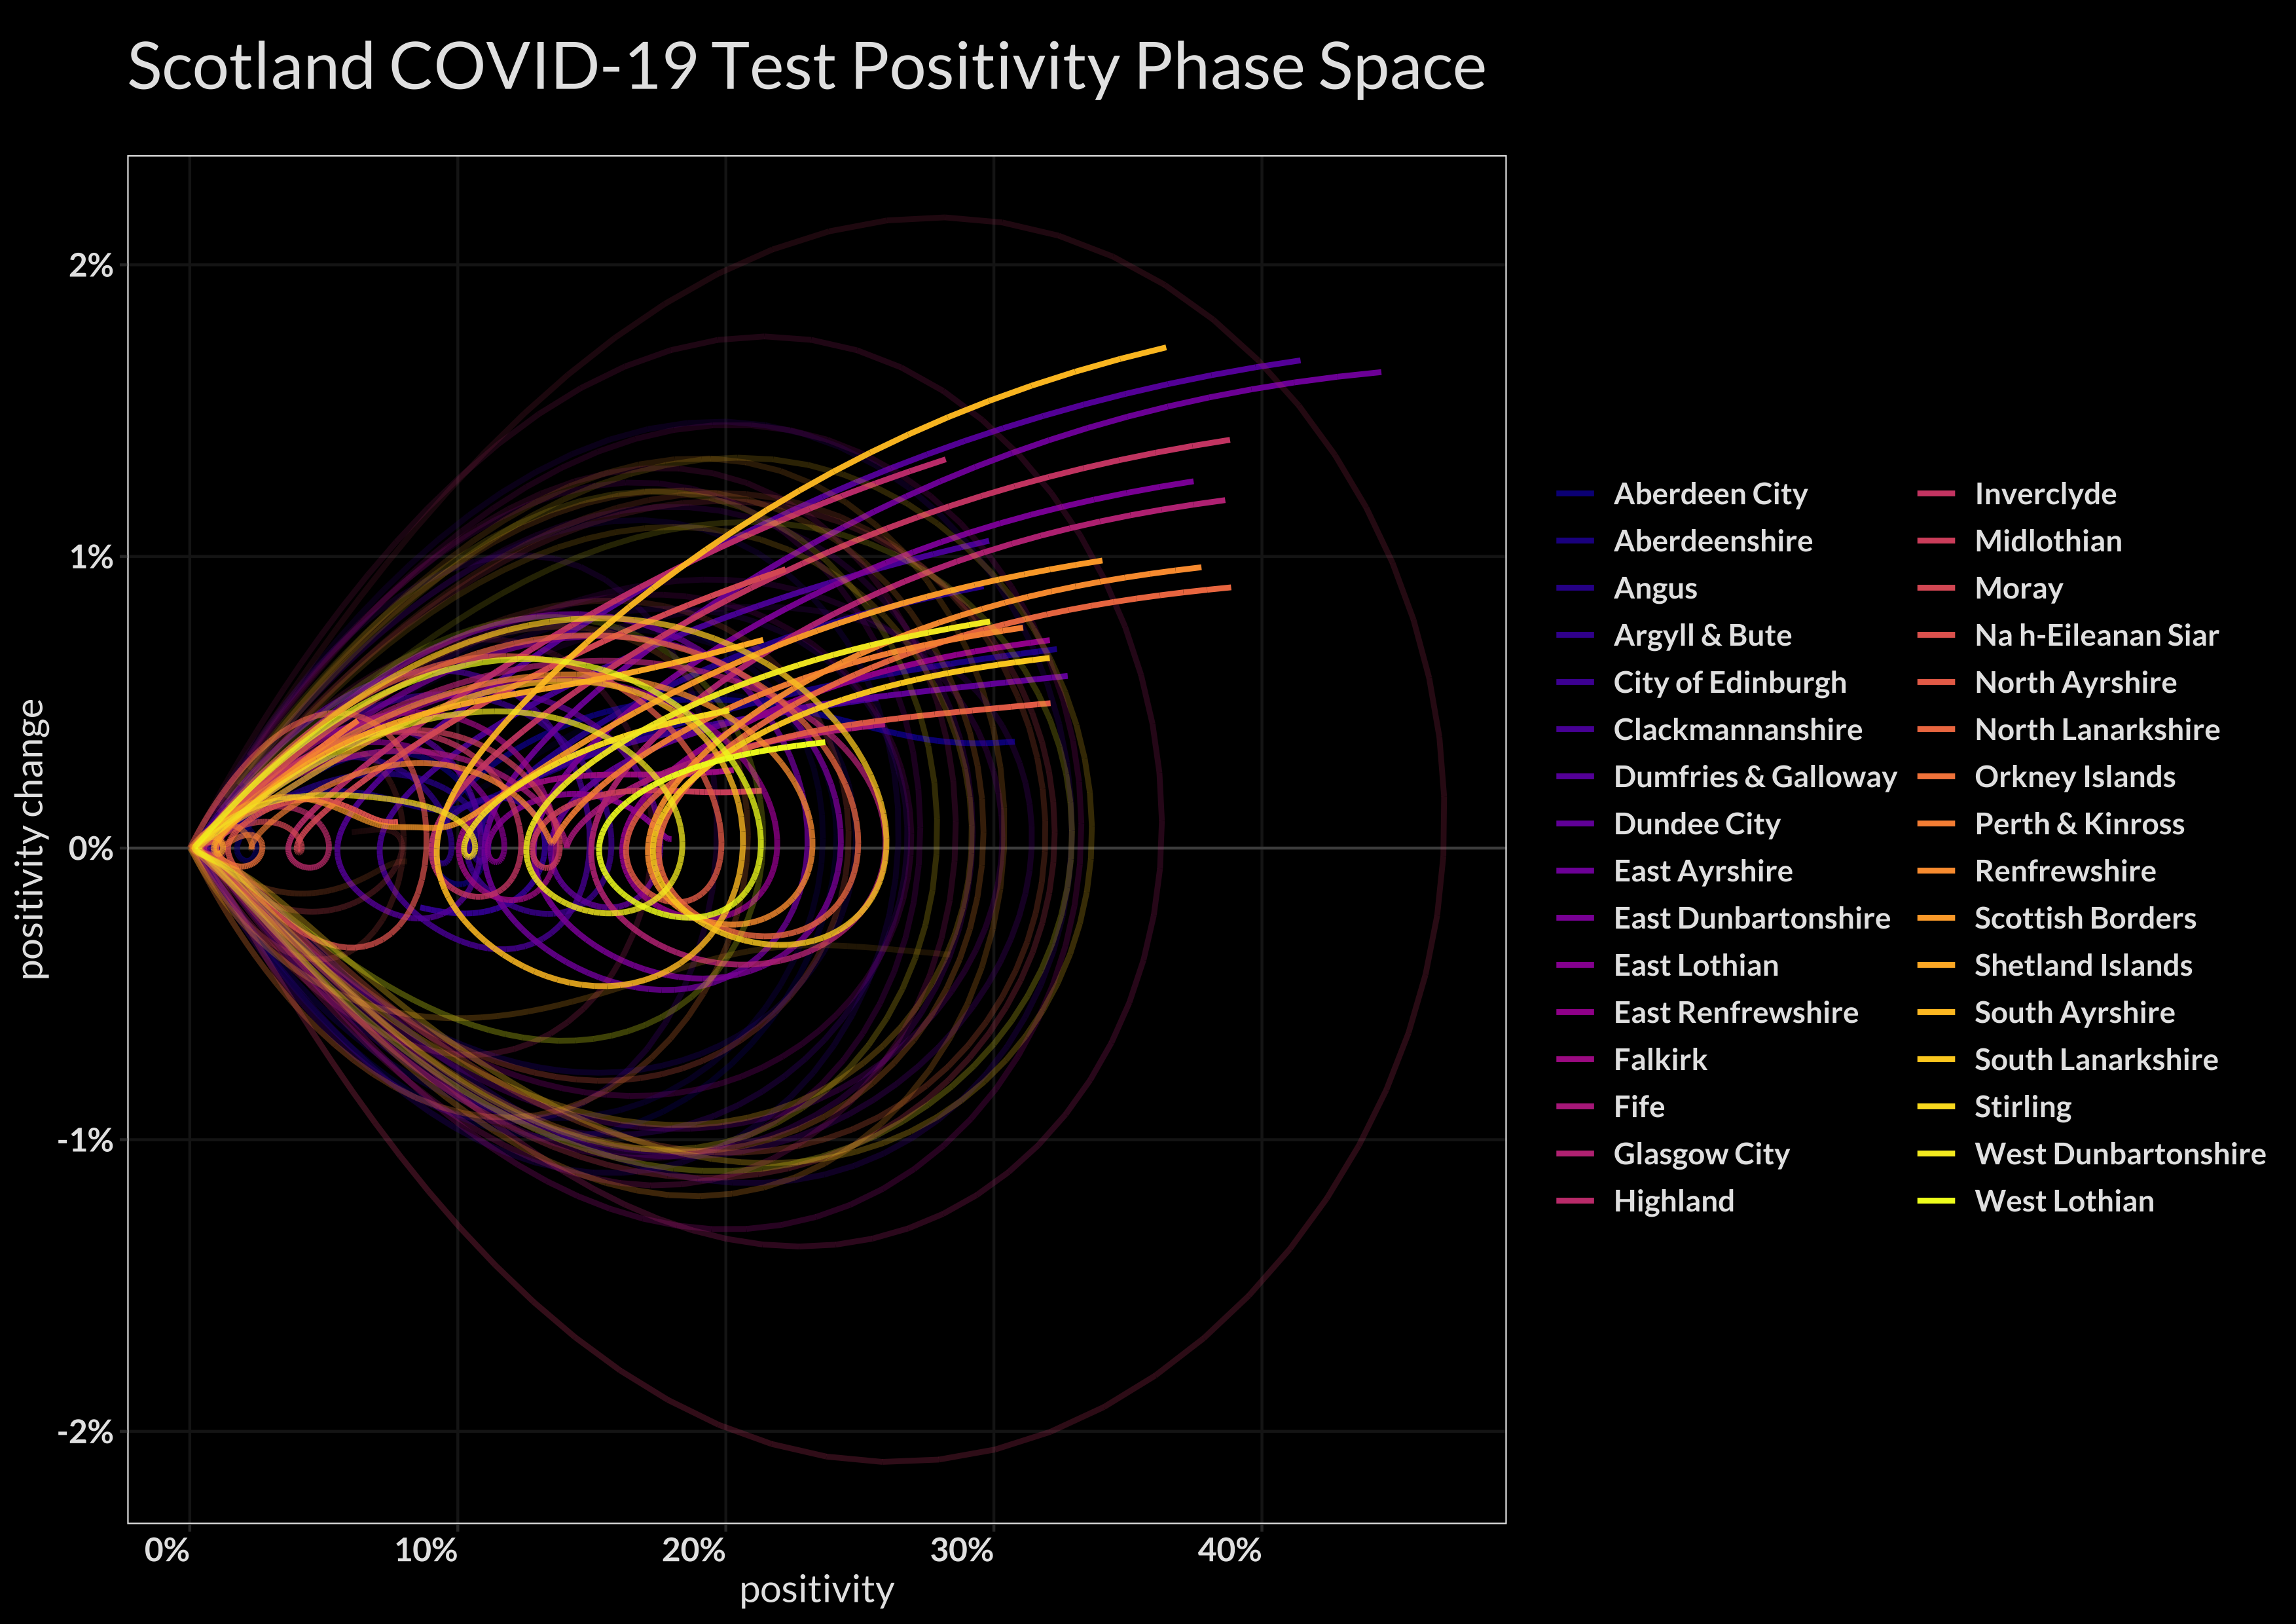 Scotland COVID-19 Test Positivity Phase Space
positivity change
2%
1%
0%
-1%
-2%
0%
10%
20%
30%
40%
positivity
Aberdeen City
Aberdeenshire
Angus
Argyll & Bute
City of Edinburgh
Clackmannanshire
Dumfries & Galloway
Dundee City
East Ayrshire
East Dunbartonshire
East Lothian
East Renfrewshire
Falkirk
Fife
Glasgow City
Highland
Inverclyde
Midlothian
Moray
Na h-Eileanan Siar
North Ayrshire
North Lanarkshire
Orkney Islands
Perth & Kinross
Renfrewshire
Scottish Borders
Shetland Islands
South Ayrshire
South Lanarkshire
Stirling
West Dunbartonshire
West Lothian